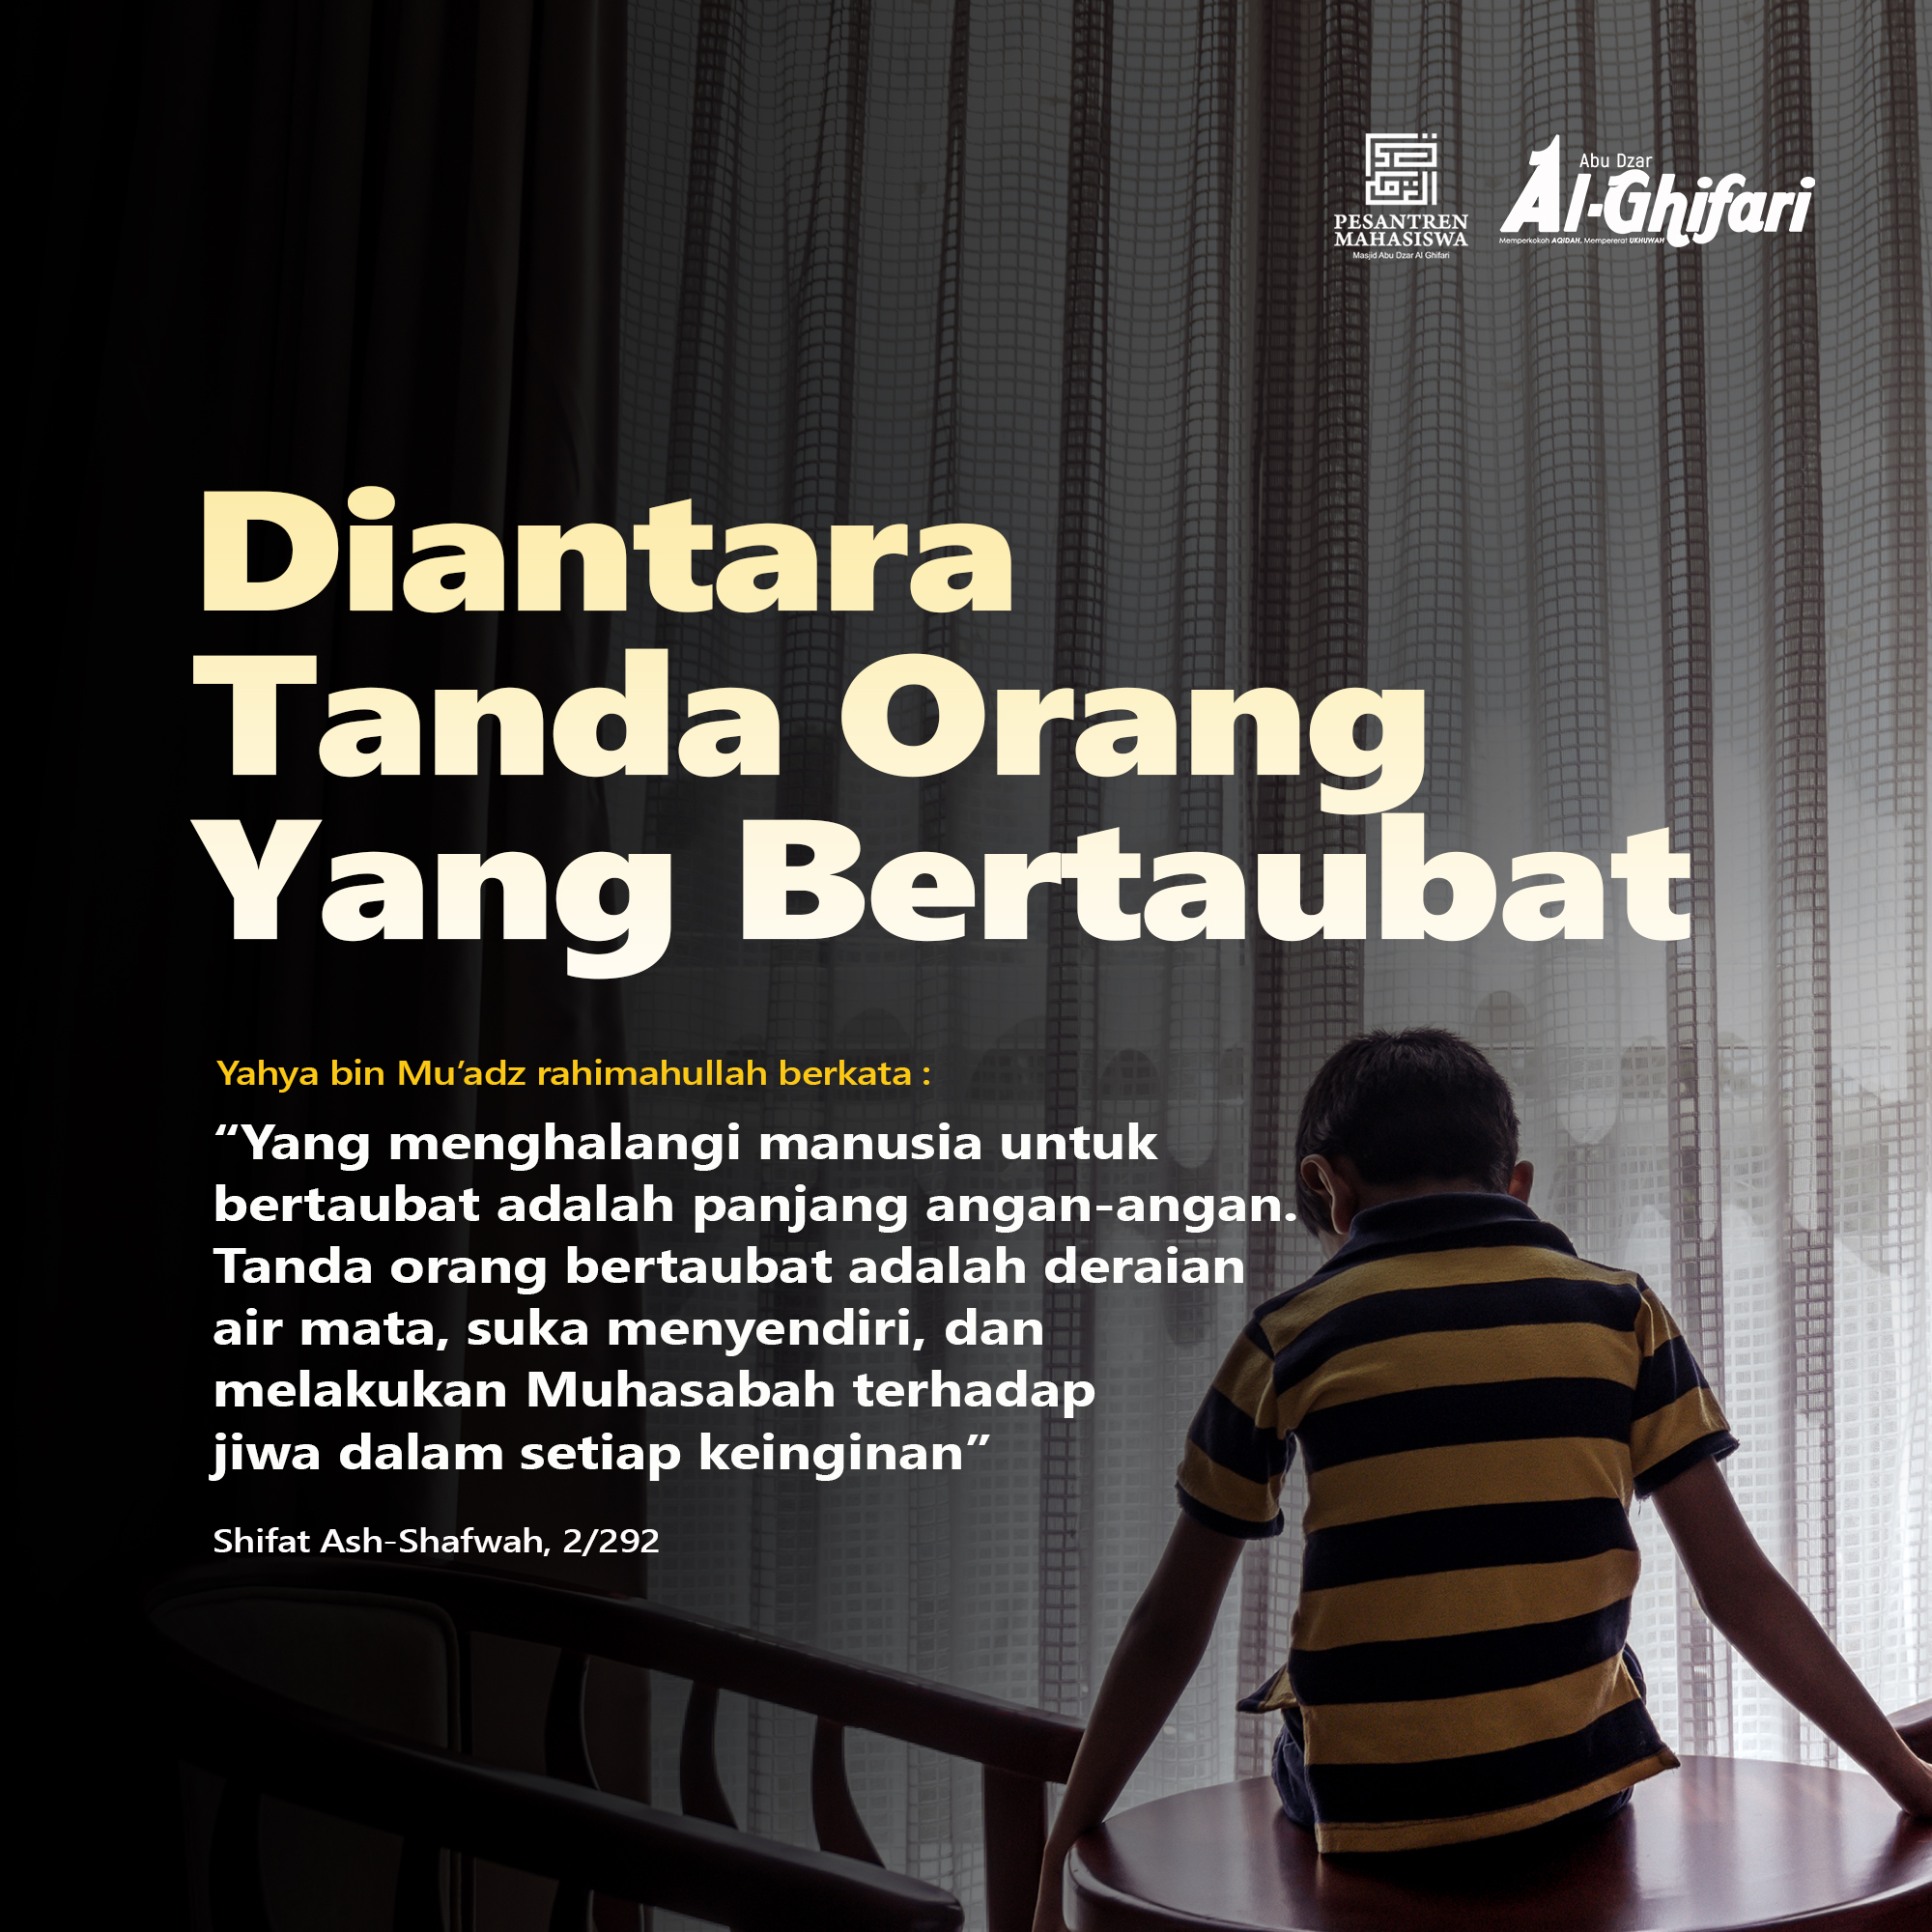 PESANTREN
MAHASISWA
Masjid Abu Dzar Al Ghifari
Abu Dzar
Al-Ghifari
Memperkokoh AQIDAH, Mempererat UKHUWAH
Diantara
Tanda Orang
Yang Bertaubat
Yahya bin Mu’adz rahimahullah berkata :
“Yang menghalangi manusia untuk
bertaubat adalah panjang angan-angan.
Tanda orang bertaubat adalah deraian
air mata, suka menyendiri, dan
melakukan Muhasabah terhadap
jiwa dalam setiap keinginan”
Shifat Ash-Shafwah, 2/292